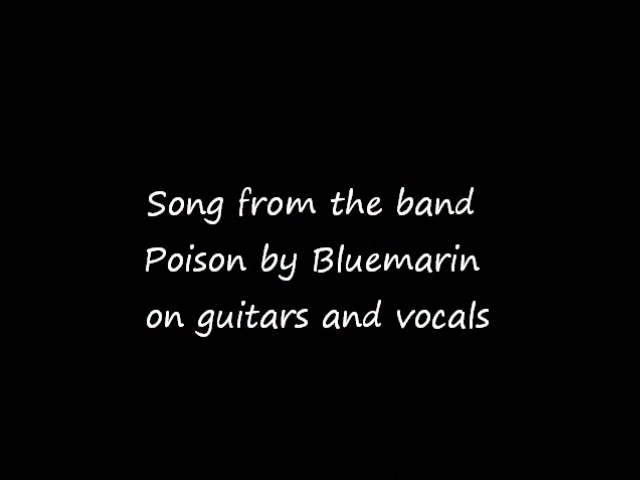 Song from the band
Poison by Bluemarin
on guitars and vocals